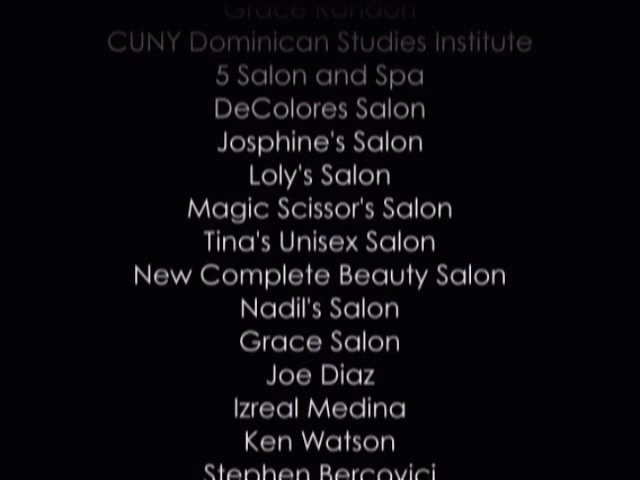 CUNY Dominican Studies Institute
5 Salon and Spa
DeColores Salon
Josphine's Salon
Loly's Salon
Magic Scissor's Salon
Tina's Unisex Salon
New Complete Beauty Salon
Nadil's Salon
Grace Salon
Joe Diaz
Izreal Medina
Ken Watson
Stephen Bercovici